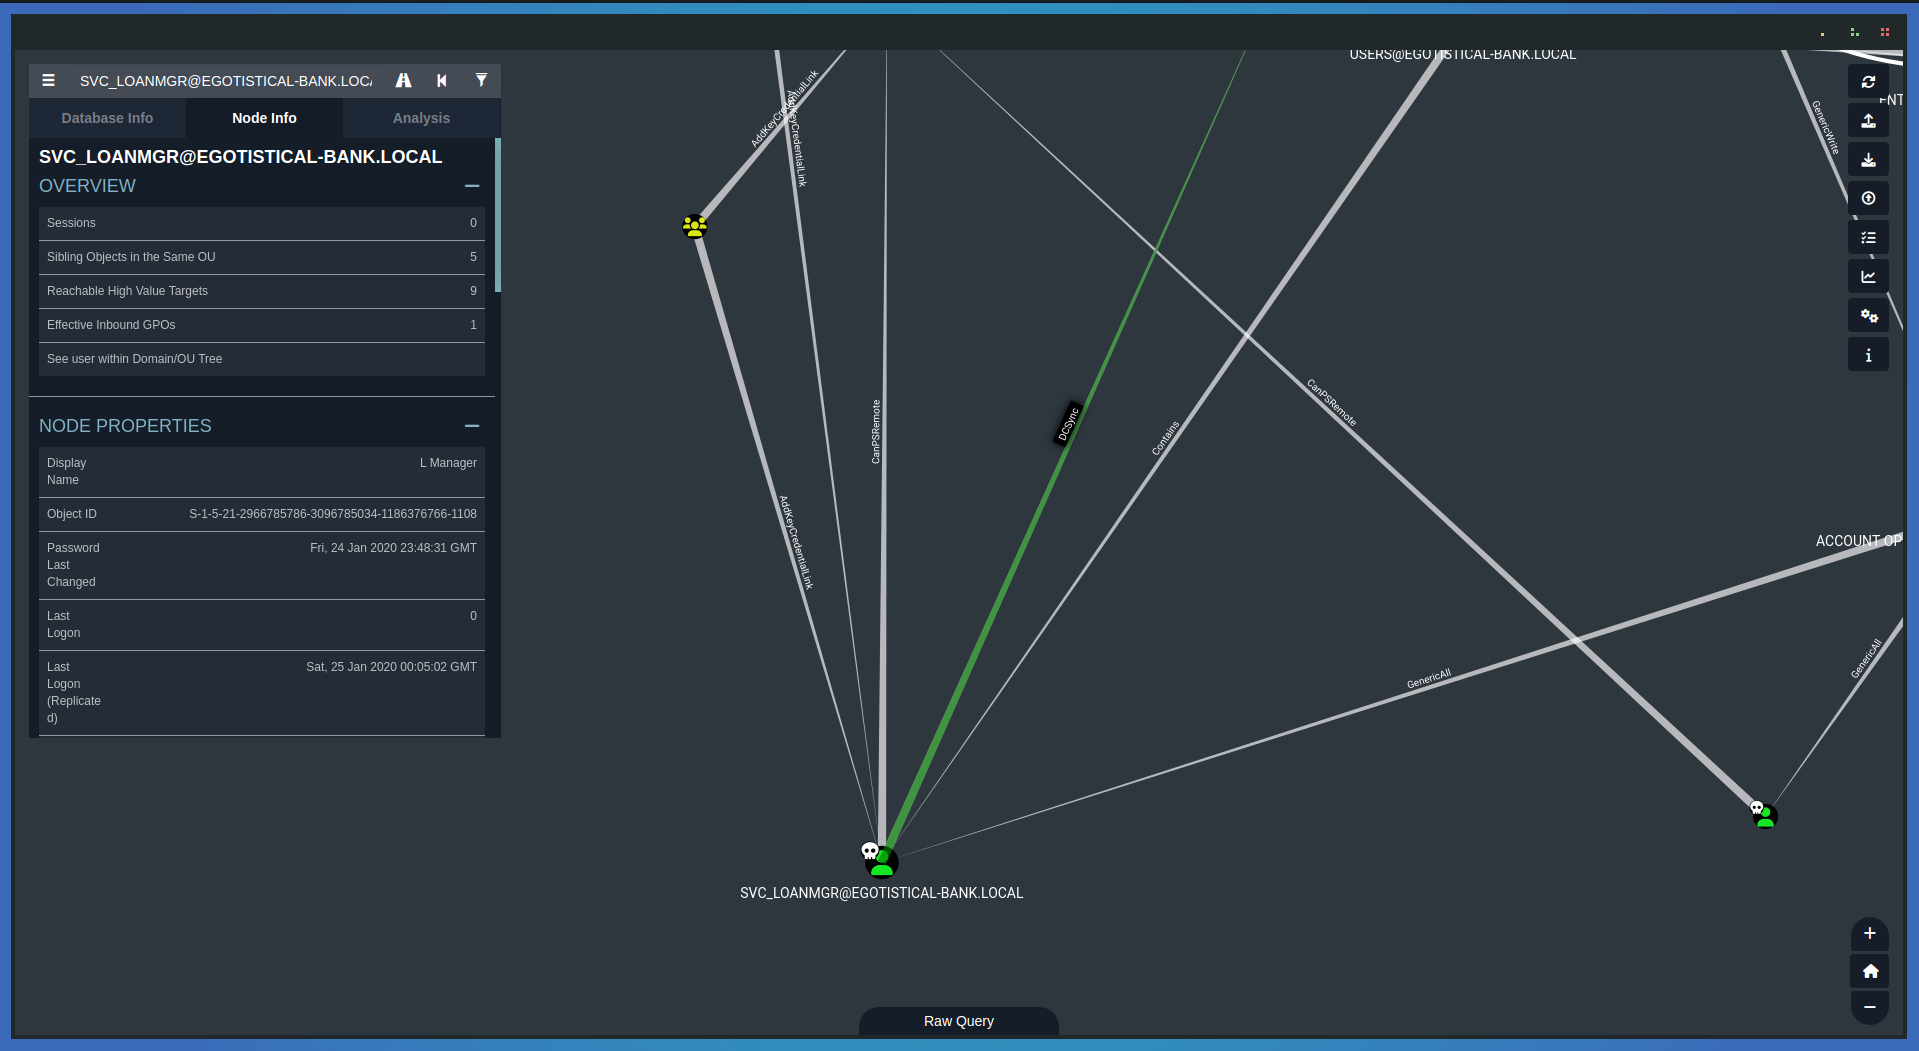 SVC_LOANMGR@EGOTISTICAL-BANK.LOCA
Database Info
Node Info
Analysis
SVC_LOANMGR@EGOTISTICAL-BANK.LOCAL
OVERVIEW
Sessions 0
Sibling Objects in the Same OU 5
Reachable High Value Targets 9
Effective Inbound GPOs 1
See user within Domain/OU Tree
NODE PROPERTIES
Display L Manager
Name
Object ID S-1-5-21-2966785786-3096785034-1186376766-1108
Password Fri, 24 Jan 2020 23:48:31 GMT
Last
Changed
Last 0
Logon
Last Sat, 25 Jan 2020 00:05:02 GMT
Logon
(Replicate
d)
USERS@EGOTISTICAL-BANK.LOCAL
AddKeyCredentialLink
AddKeyCredentialLink
GenericWrite
CanPSRemote
DCSync
Contains
CanPSRemote
AddKeyCredentialLink
ACCOUNT OP
GenericAll
GenericAll
SVC_LOANMGR@EGOTISTICAL-BANK.LOCAL
Raw Query